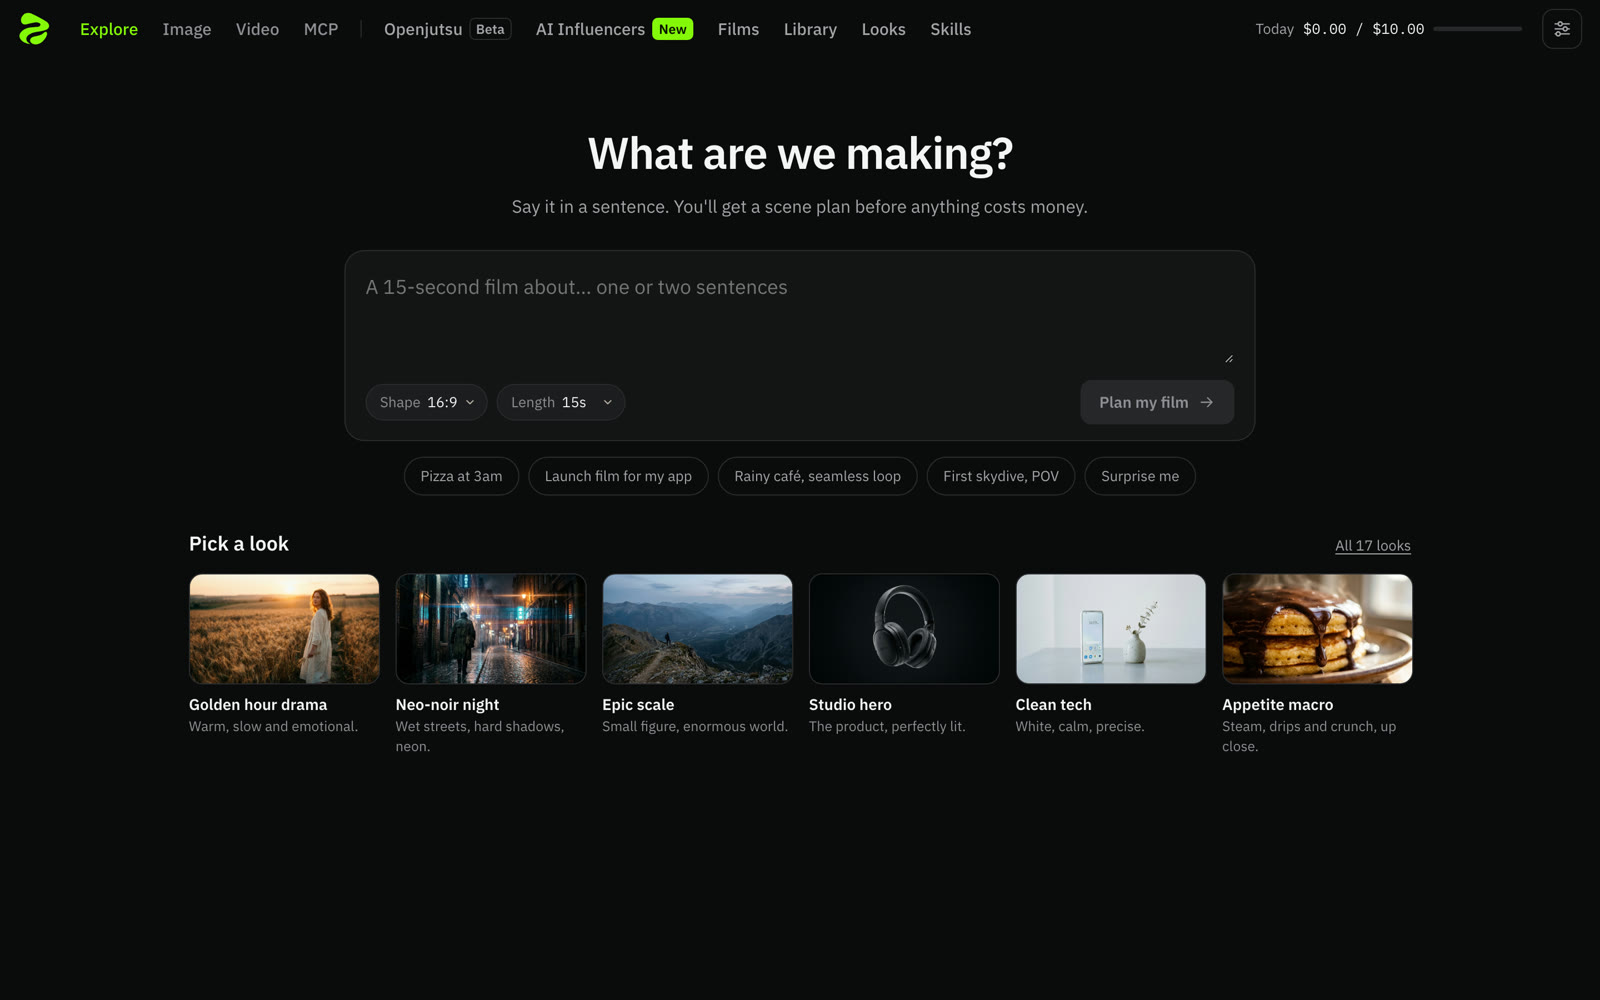 Explore Image Video MCP Openjutsu Beta AI Influencers New Films Library Looks Skills Today $0.00 / $10.00
What are we making?
Say it in a sentence. You'll get a scene plan before anything costs money.
A 15-second film about... one or two sentences
Shape 16:9 Length 15s Plan my film →
Pizza at 3am Launch film for my app Rainy café, seamless loop First skydive, POV Surprise me
Pick a look All 17 looks
Golden hour drama
Warm, slow and emotional.
Neo-noir night
Wet streets, hard shadows,
neon.
Epic scale
Small figure, enormous world.
Studio hero
The product, perfectly lit.
Clean tech
White, calm, precise.
Appetite macro
Steam, drips and crunch, up
close.